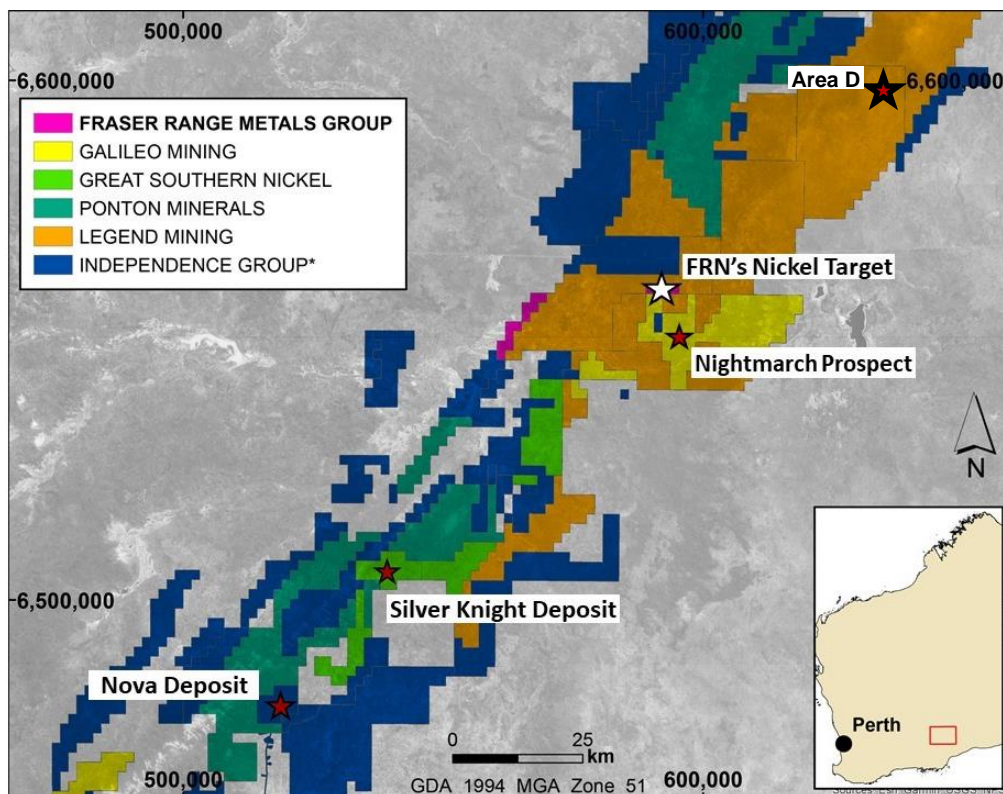 500,000
600,000
6,600,000
Area D
6,600,000
FRASER RANGE METALS GROUP
GALILEO MINING
GREAT SOUTHERN NICKEL
PONTON MINERALS
LEGEND MINING
INDEPENDENCE GROUP*
FRN's Nickel Target
Nightmarch Prospect
N
6,500,000
Silver Knight Deposit
Nova Deposit
0 25
km
Perth
500,000
600,000
GDA 1994 MGA Zone 51